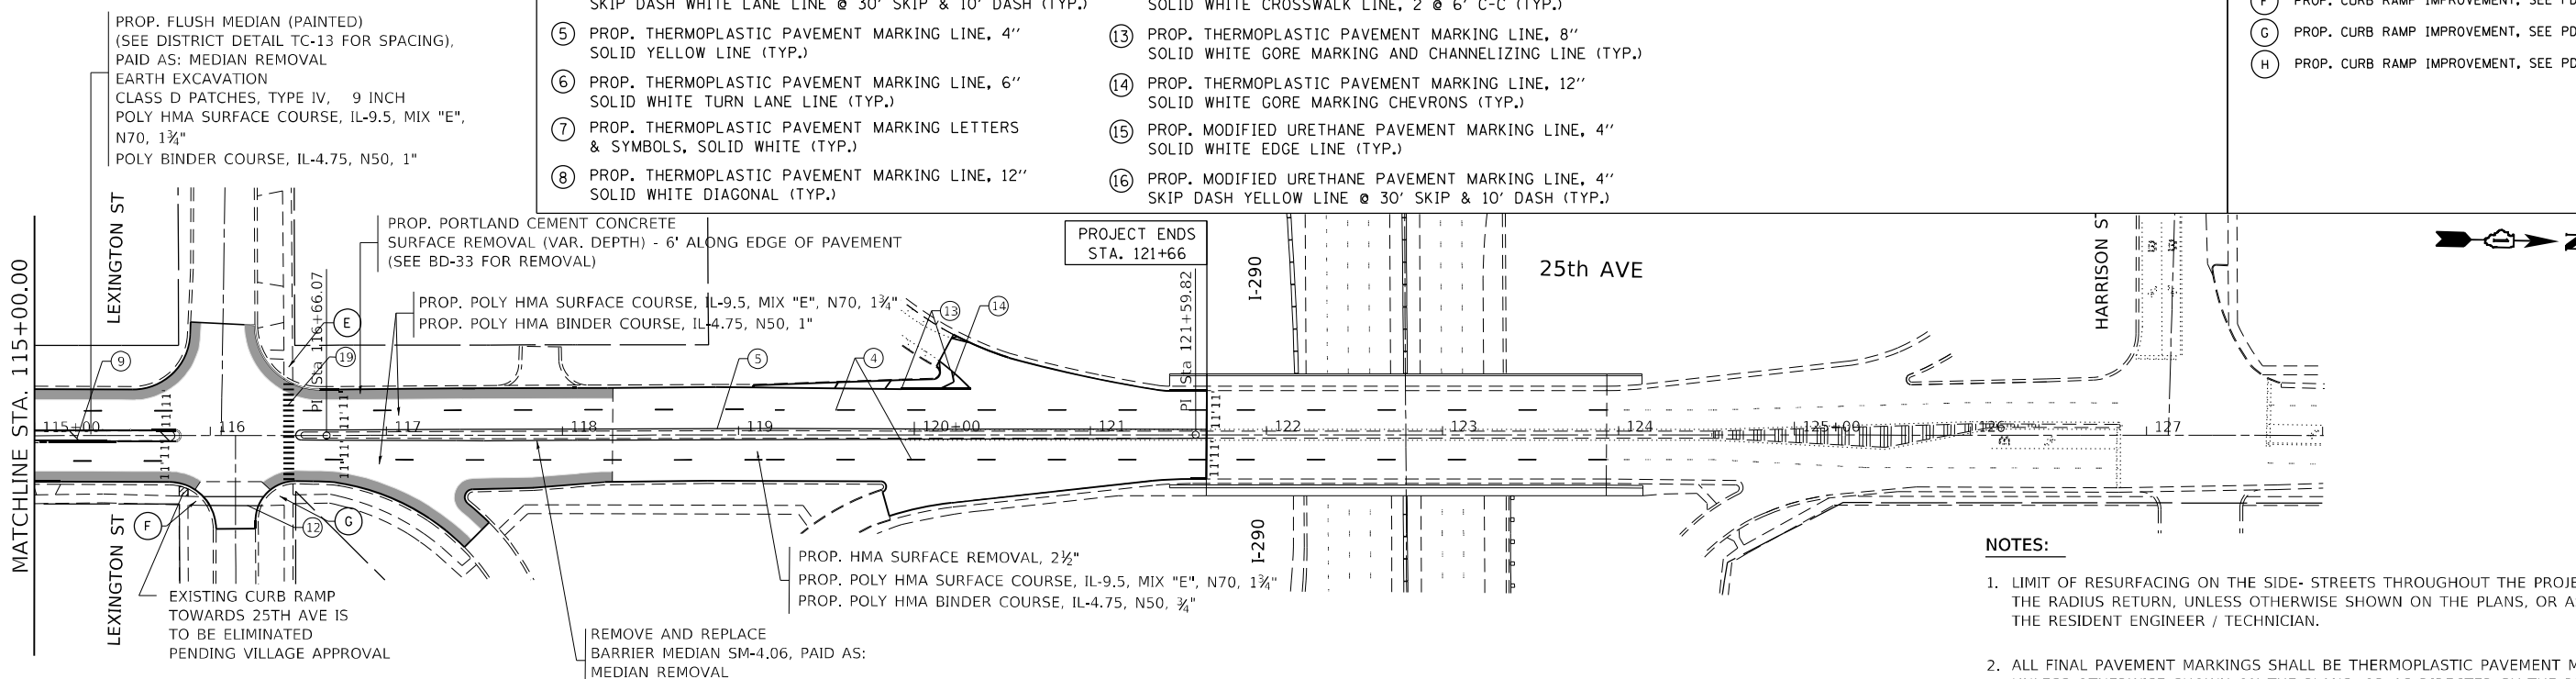 PROP. FLUSH MEDIAN (PAINTED)
(SEE DISTRICT DETAIL TC-13 FOR SPACING),
PAID AS: MEDIAN REMOVAL
EARTH EXCAVATION
CLASS D PATCHES, TYPE IV, 9 INCH
POLY HMA SURFACE COURSE, IL-9.5, MIX "E",
N70, 1¾"
POLY BINDER COURSE, IL-4.75, N50, 1"
SKIP DASH WHITE LANE LINE @ 30' SKIP & 10' DASH (TYP.)
5 PROP. THERMOPLASTIC PAVEMENT MARKING LINE, 4''
SOLID YELLOW LINE (TYP.)
6 PROP. THERMOPLASTIC PAVEMENT MARKING LINE, 6''
SOLID WHITE TURN LANE LINE (TYP.)
7 PROP. THERMOPLASTIC PAVEMENT MARKING LETTERS
& SYMBOLS, SOLID WHITE (TYP.)
8 PROP. THERMOPLASTIC PAVEMENT MARKING LINE, 12''
SOLID WHITE DIAGONAL (TYP.)
SOLID WHITE CROSSWALK LINE, 2 @ 6' C-C (TYP.)
13 PROP. THERMOPLASTIC PAVEMENT MARKING LINE, 8''
SOLID WHITE GORE MARKING AND CHANNELIZING LINE (TYP.)
14 PROP. THERMOPLASTIC PAVEMENT MARKING LINE, 12''
SOLID WHITE GORE MARKING CHEVRONS (TYP.)
15 PROP. MODIFIED URETHANE PAVEMENT MARKING LINE, 4''
SOLID WHITE EDGE LINE (TYP.)
16 PROP. MODIFIED URETHANE PAVEMENT MARKING LINE, 4''
SKIP DASH YELLOW LINE @ 30' SKIP & 10' DASH (TYP.)
F PROP. CURB RAMP IMPROVEMENT, SEE PD
G PROP. CURB RAMP IMPROVEMENT, SEE PD
H PROP. CURB RAMP IMPROVEMENT, SEE PD
MATCHLINE STA. 115+00.00
LEXINGTON ST
PROP. PORTLAND CEMENT CONCRETE
SURFACE REMOVAL (VAR. DEPTH) - 6' ALONG EDGE OF PAVEMENT
(SEE BD-33 FOR REMOVAL)
PROJECT ENDS
STA. 121+66
I-290
25th AVE
HARRISON S
N
PI Sta 116+66.07
PROP. POLY HMA SURFACE COURSE, IL-9.5, MIX "E", N70, 1¾"
PROP. POLY HMA BINDER COURSE, IL-4.75, N50, 1"
PI Sta 121+59.82
E
13
14
9
19
5
4
11'11'
11'11'
11'11'
115+00
116
117
118
119
120+00
121
122
123
124
125+00
126
127
11'11'
11'11'
11'11'
F
12
G
LEXINGTON ST
EXISTING CURB RAMP
TOWARDS 25TH AVE IS
TO BE ELIMINATED
PENDING VILLAGE APPROVAL
PROP. HMA SURFACE REMOVAL, 2½"
PROP. POLY HMA SURFACE COURSE, IL-9.5, MIX "E", N70, 1¾"
PROP. POLY HMA BINDER COURSE, IL-4.75, N50, ¾"
REMOVE AND REPLACE
BARRIER MEDIAN SM-4.06, PAID AS:
MEDIAN REMOVAL
I-290
NOTES:
1. LIMIT OF RESURFACING ON THE SIDE- STREETS THROUGHOUT THE PROJE
THE RADIUS RETURN, UNLESS OTHERWISE SHOWN ON THE PLANS, OR A
THE RESIDENT ENGINEER / TECHNICIAN.
2. ALL FINAL PAVEMENT MARKINGS SHALL BE THERMOPLASTIC PAVEMENT M